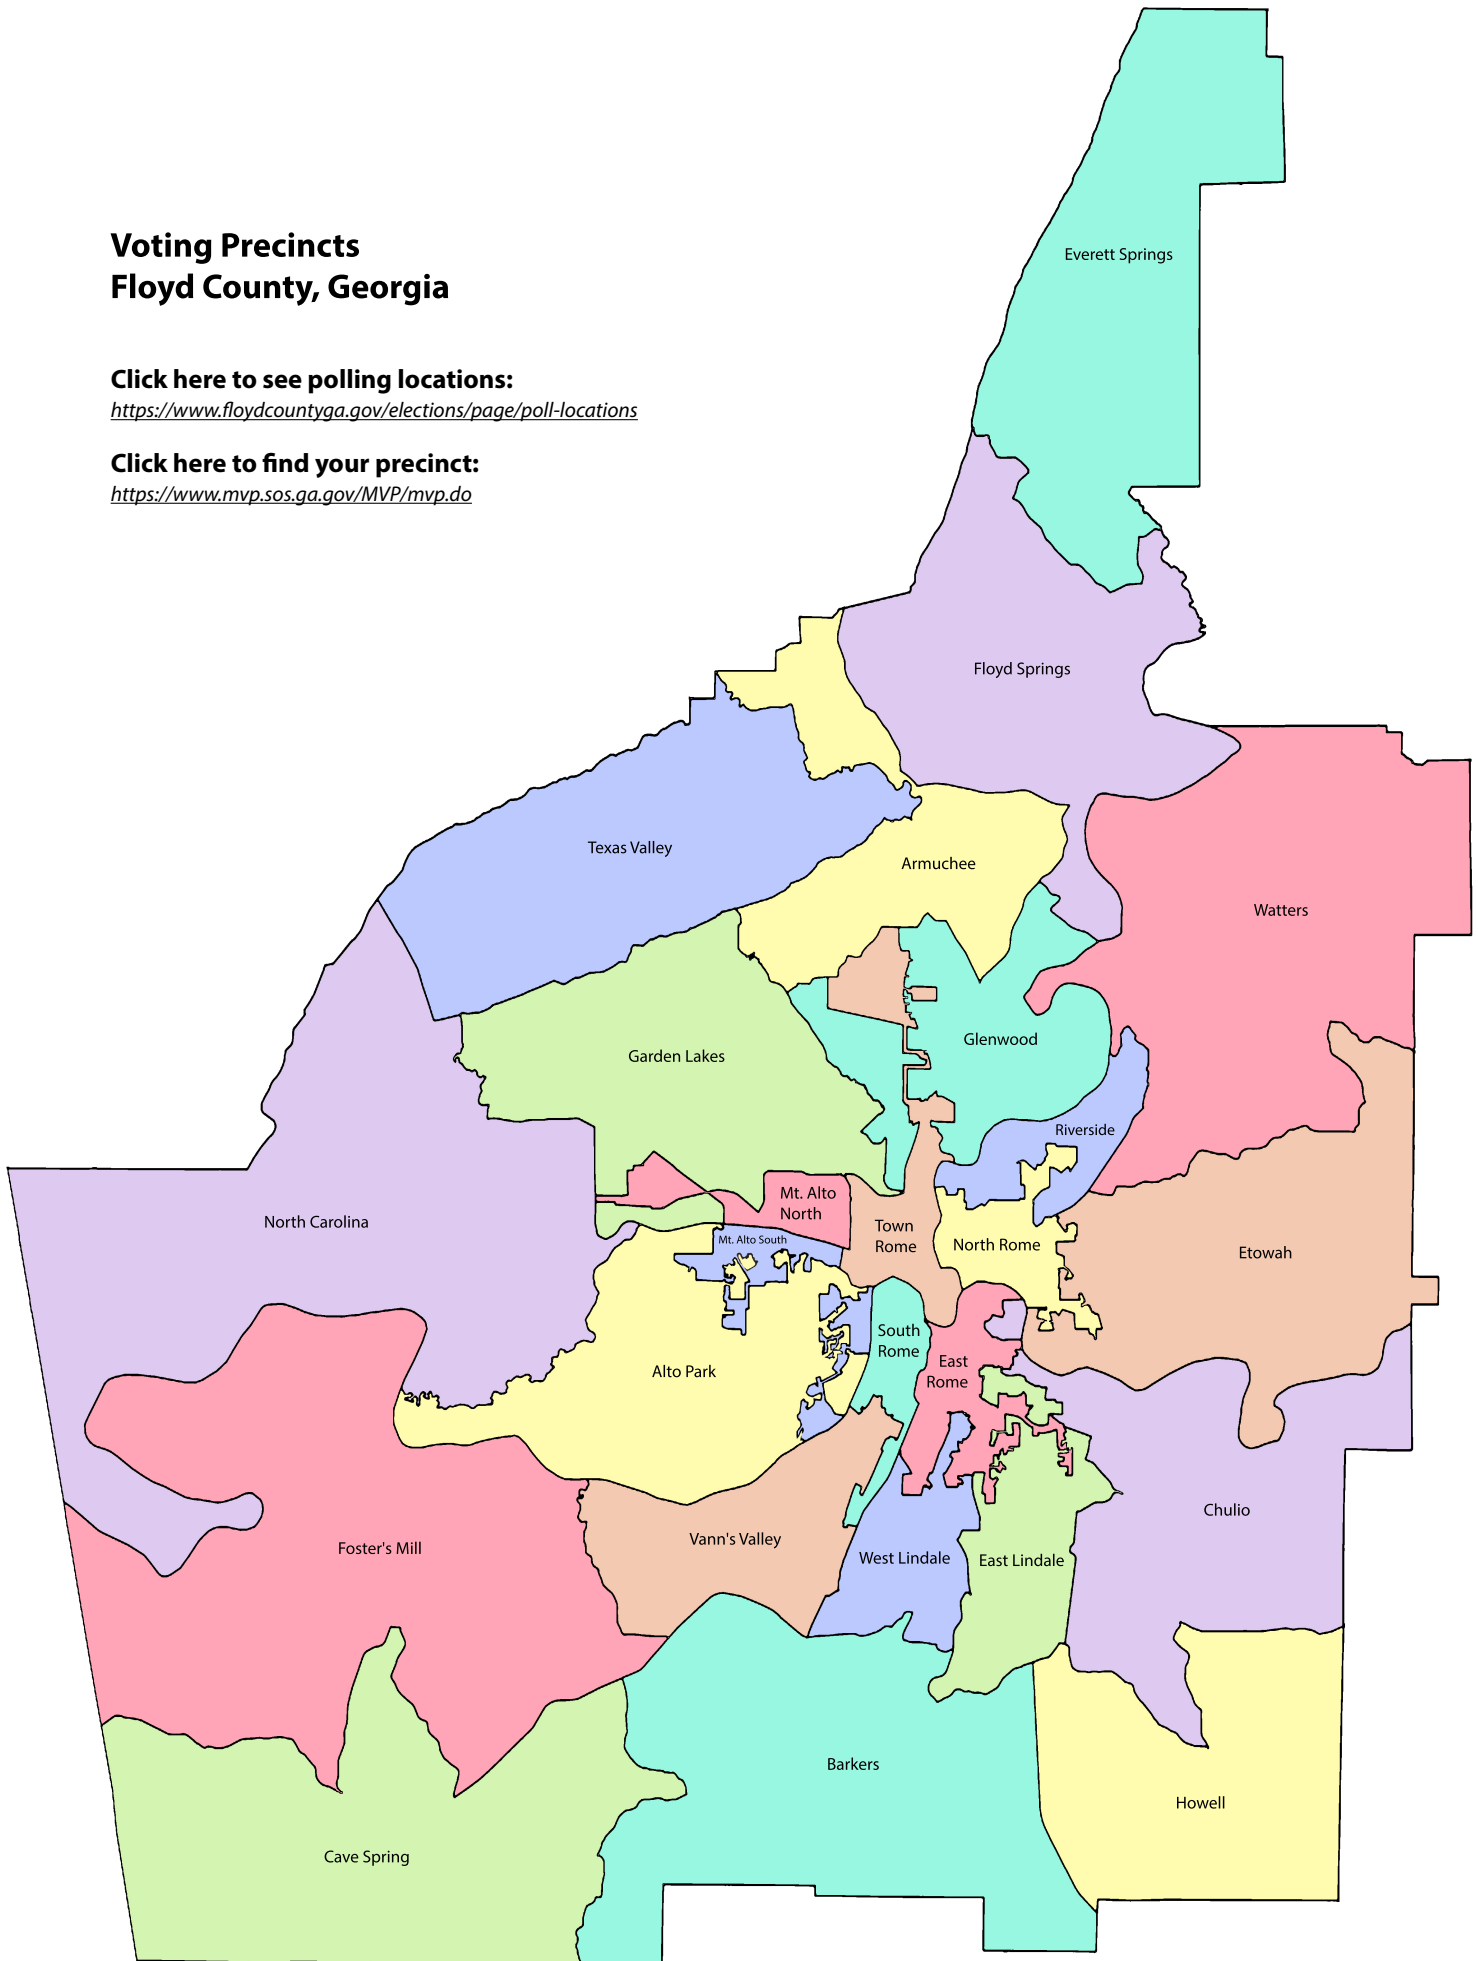 Voting Precincts
Floyd County, Georgia
Click here to see polling locations:
https://www.floydcountyga.gov/elections/page/poll-locations
Click here to find your precinct:
https://www.mvp.sos.ga.gov/MVP/mvp.do
Everett Springs
Floyd Springs
Texas Valley
Armuchee
Watters
Glenwood
Garden Lakes
Riverside
Mt. Alto
North
North Carolina
Town
Rome
Mt. Alto South
North Rome
Etowah
South
Rome
Alto Park
East
Rome
Chulio
Vann's Valley
Foster's Mill
West Lindale
East Lindale
Barkers
Howell
Cave Spring